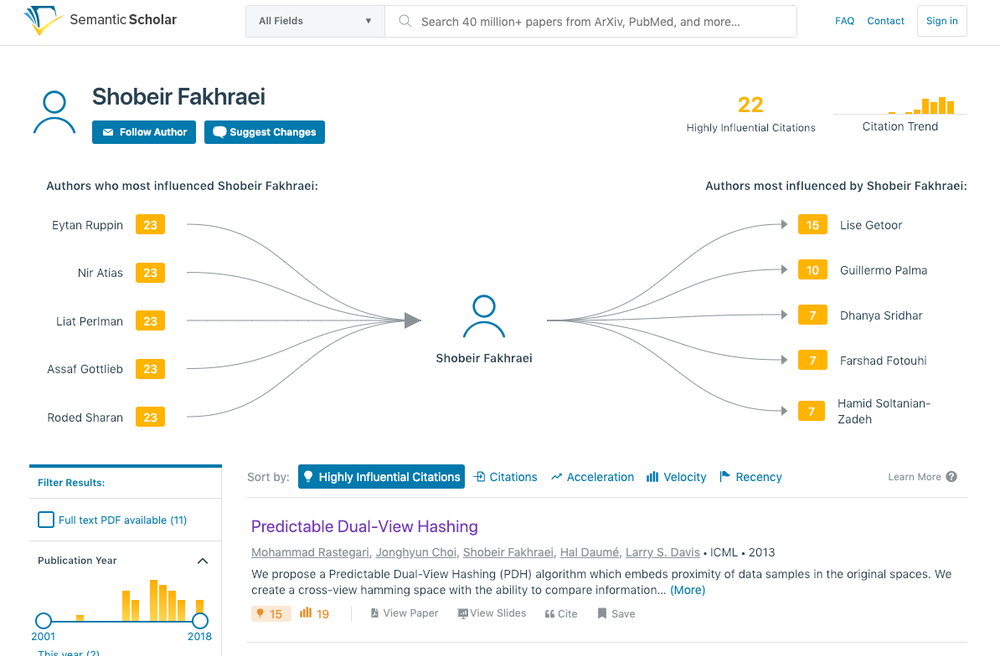 Semantic Scholar
All Fields
Search 40 million+ papers from ArXiv, PubMed, and more...
FAQ
Contact
Sign in
Shobeir Fakhraei
Follow Author
Suggest Changes
22
Highly Influential Citations
Citation Trend
Authors who most influenced Shobeir Fakhraei:
Authors most influenced by Shobeir Fakhraei:
Eytan Ruppin 23
Nir Atias 23
Liat Perlman 23
Assaf Gottlieb 23
Roded Sharan 23
Shobeir Fakhraei
15 Lise Getoor
10 Guillermo Palma
7 Dhanya Sridhar
7 Farshad Fotouhi
7 Hamid Soltanian-
Zadeh
Filter Results:
Full text PDF available (11)
Publication Year
2001 2018
This year (2)
Sort by: Highly Influential Citations Citations Acceleration Velocity Recency Learn More ?
Predictable Dual-View Hashing
Mohammad Rastegari, Jonghyun Choi, Shobeir Fakhraei, Hal Daumé, Larry S. Davis • ICML • 2013
We propose a Predictable Dual-View Hashing (PDH) algorithm which embeds proximity of data samples in the original spaces. We
create a cross-view hamming space with the ability to compare information... (More)
15 19 View Paper View Slides Cite Save